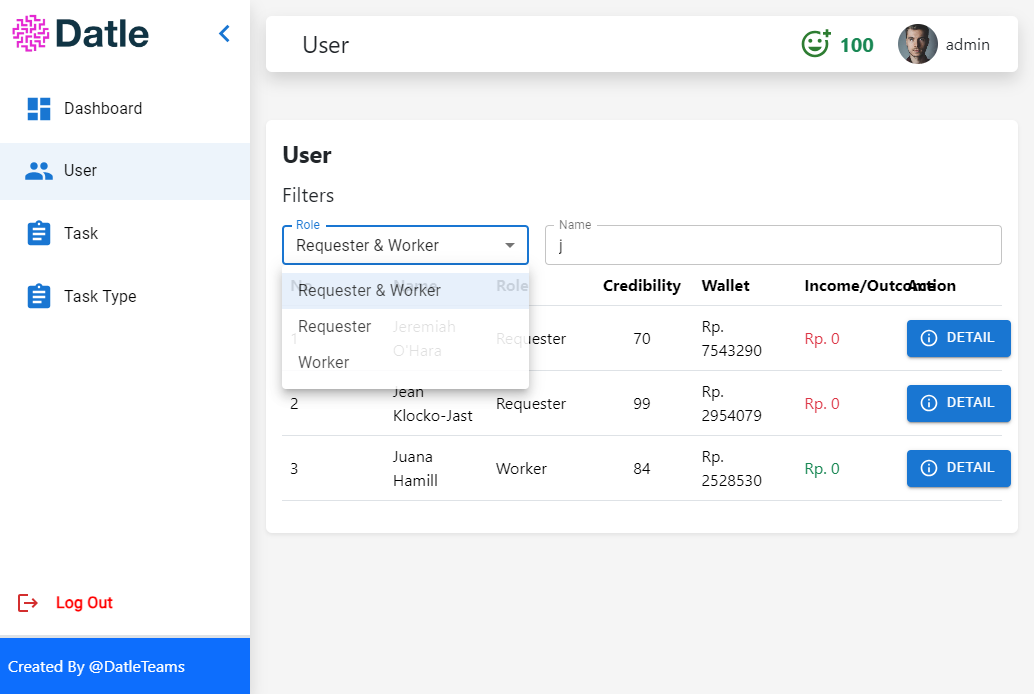 Datle
User
100
admin
Dashboard
User
Task
Task Type
Log Out
Created By @DatleTeams
User
Filters
Role
Requester & Worker
Name
j
Requester & Worker
Requester
Worker
No
Name
Role
Credibility
Wallet
Income/Outcome
Action
1
Jeremiah
O'Hara
Requester
70
Rp.
7543290
Rp. 0
DETAIL
2
Jean
Klocko-Jast
Requester
99
Rp.
2954079
Rp. 0
DETAIL
3
Juana
Hamill
Worker
84
Rp.
2528530
Rp. 0
DETAIL